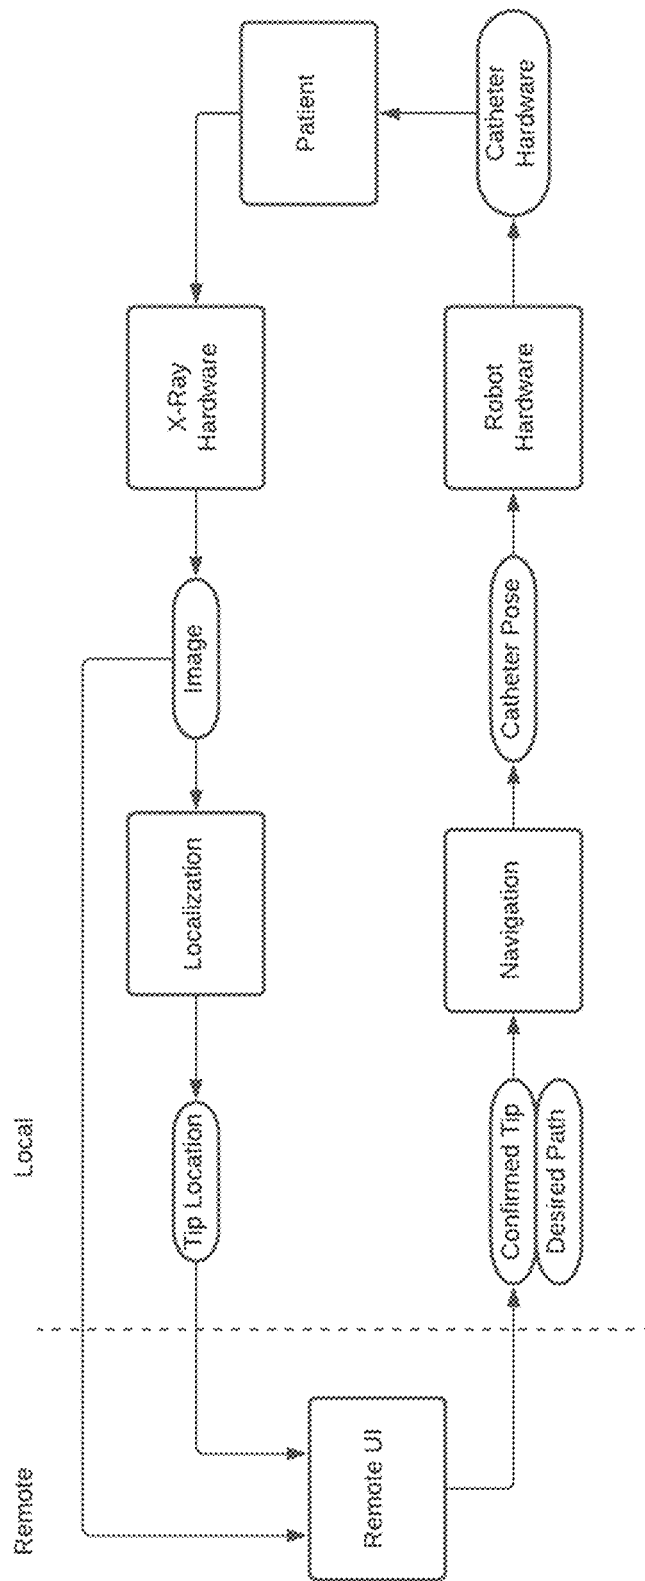 Remote
Local
Remote UI
Tip Location
Localization
Image
X-Ray
Hardware
Patient
Confirmed Tip
Desired Path
Navigation
Catheter Pose
Robot
Hardware
Catheter
Hardware